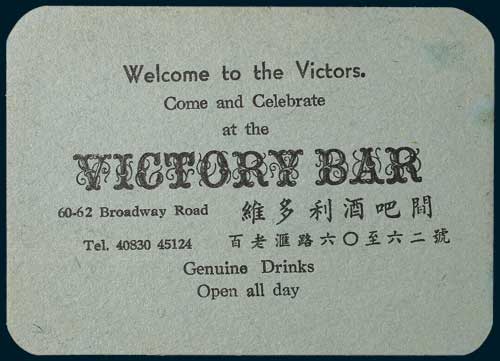 Welcome to the Victors.
Come and Celebrate
at the
VICTORY BAR
60-62 Broadway Road 維多利酒吧間
Tel. 40830 45124 百老滙路六〇至六二號
Genuine Drinks
Open all day